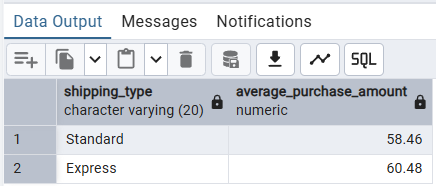 Data Output Messages Notifications
SQL
shipping_type average_purchase_amount
character varying (20) numeric
1 Standard 58.46
2 Express 60.48